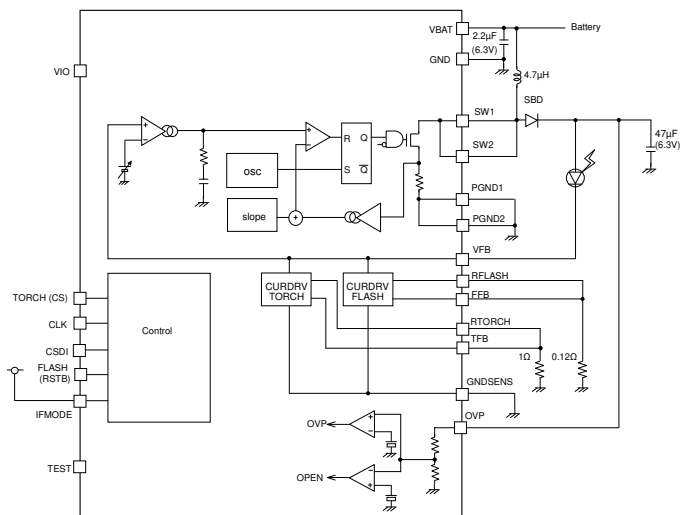 VBAT
Battery
2.2µF
(6.3V)
GND
VIO
4.7µH
SBD
SW1
47µF
(6.3V)
+
−
+
−
R
Q
S
Q
SW2
osc
slope
+
PGND1
PGND2
VFB
CURDRV
TORCH
CURDRV
FLASH
RFLASH
FFB
TORCH (CS)
CLK
CSDI
FLASH
(RSTB)
IFMODE
Control
RTORCH
TFB
1Ω
0.12Ω
GNDSENS
OVP
OVP
+
−
TEST
OPEN
−
+